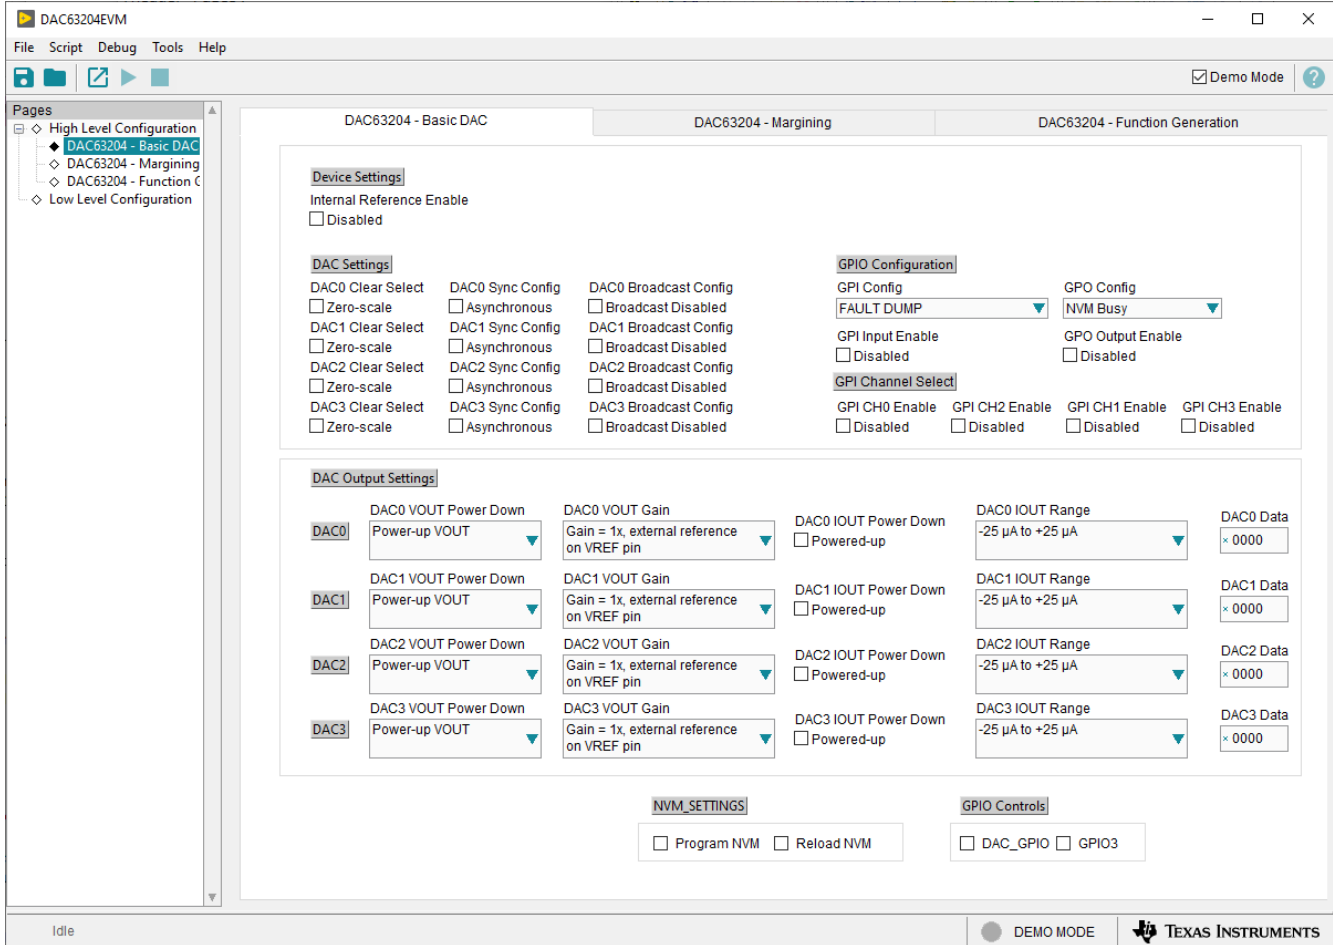 DAC63204EVM
File Script Debug Tools Help
Demo Mode
Pages
High Level Configuration
DAC63204 - Basic DAC
DAC63204 - Margining
DAC63204 - Function
Low Level Configuration
DAC63204 - Basic DAC DAC63204 - Margining DAC63204 - Function Generation
Device Settings
Internal Reference Enable
Disabled
DAC Settings GPIO Configuration
DAC0 Clear Select DAC0 Sync Config DAC0 Broadcast Config GPI Config GPO Config
Zero-scale Asynchronous Broadcast Disabled FAULT DUMP NVM Busy
DAC1 Clear Select DAC1 Sync Config DAC1 Broadcast Config GPI Input Enable GPO Output Enable
Zero-scale Asynchronous Broadcast Disabled Disabled Disabled
DAC2 Clear Select DAC2 Sync Config DAC2 Broadcast Config GPI Channel Select
Zero-scale Asynchronous Broadcast Disabled
DAC3 Clear Select DAC3 Sync Config DAC3 Broadcast Config GPI CH0 Enable GPI CH2 Enable GPI CH1 Enable GPI CH3 Enable
Zero-scale Asynchronous Broadcast Disabled Disabled Disabled Disabled Disabled
DAC Output Settings
DAC0 VOUT Power Down DAC0 VOUT Gain DAC0 IOUT Power Down DAC0 IOUT Range DAC0 Data
DAC0 Power-up VOUT Gain = 1x, external reference Powered-up -25 µA to +25 µA × 0000
on VREF pin
DAC1 VOUT Power Down DAC1 VOUT Gain DAC1 IOUT Power Down DAC1 IOUT Range DAC1 Data
DAC1 Power-up VOUT Gain = 1x, external reference Powered-up -25 µA to +25 µA × 0000
on VREF pin
DAC2 VOUT Power Down DAC2 VOUT Gain DAC2 IOUT Power Down DAC2 IOUT Range DAC2 Data
DAC2 Power-up VOUT Gain = 1x, external reference Powered-up -25 µA to +25 µA × 0000
on VREF pin
DAC3 VOUT Power Down DAC3 VOUT Gain DAC3 IOUT Power Down DAC3 IOUT Range DAC3 Data
DAC3 Power-up VOUT Gain = 1x, external reference Powered-up -25 µA to +25 µA × 0000
on VREF pin
NVM_SETTINGS GPIO Controls
Program NVM Reload NVM DAC_GPIO GPIO3
Idle DEMO MODE TEXAS INSTRUMENTS